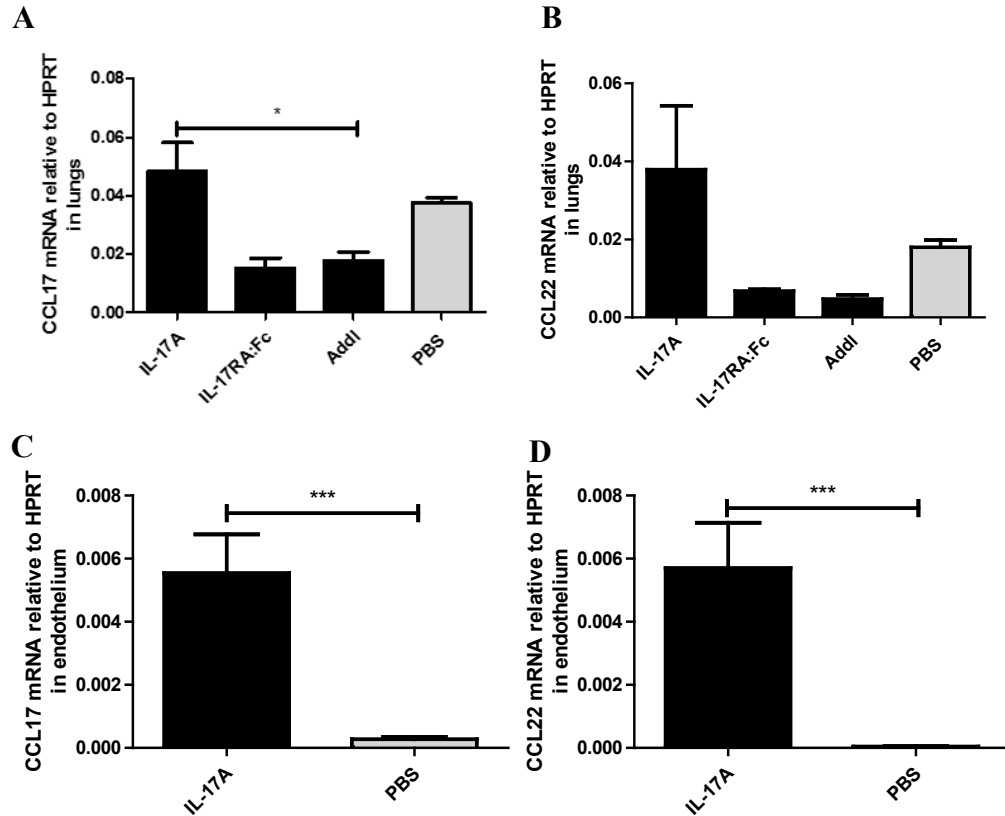 A
CCL17 mRNA relative to HPRT
in lungs
0.08
0.06
0.04
0.02
0.00
*
IL-17A
IL-17RA:Fc
AddI
PBS
B
CCL22 mRNA relative to HPRT
in lungs
0.06
0.04
0.02
0.00
IL-17A
IL-17RA:Fc
AddI
PBS
C
CCL17 mRNA relative to HPRT
in endothelium
0.008
0.006
0.004
0.002
0.000
***
IL-17A
PBS
D
CCL22 mRNA relative to HPRT
in endothelium
0.008
0.006
0.004
0.002
0.000
***
IL-17A
PBS